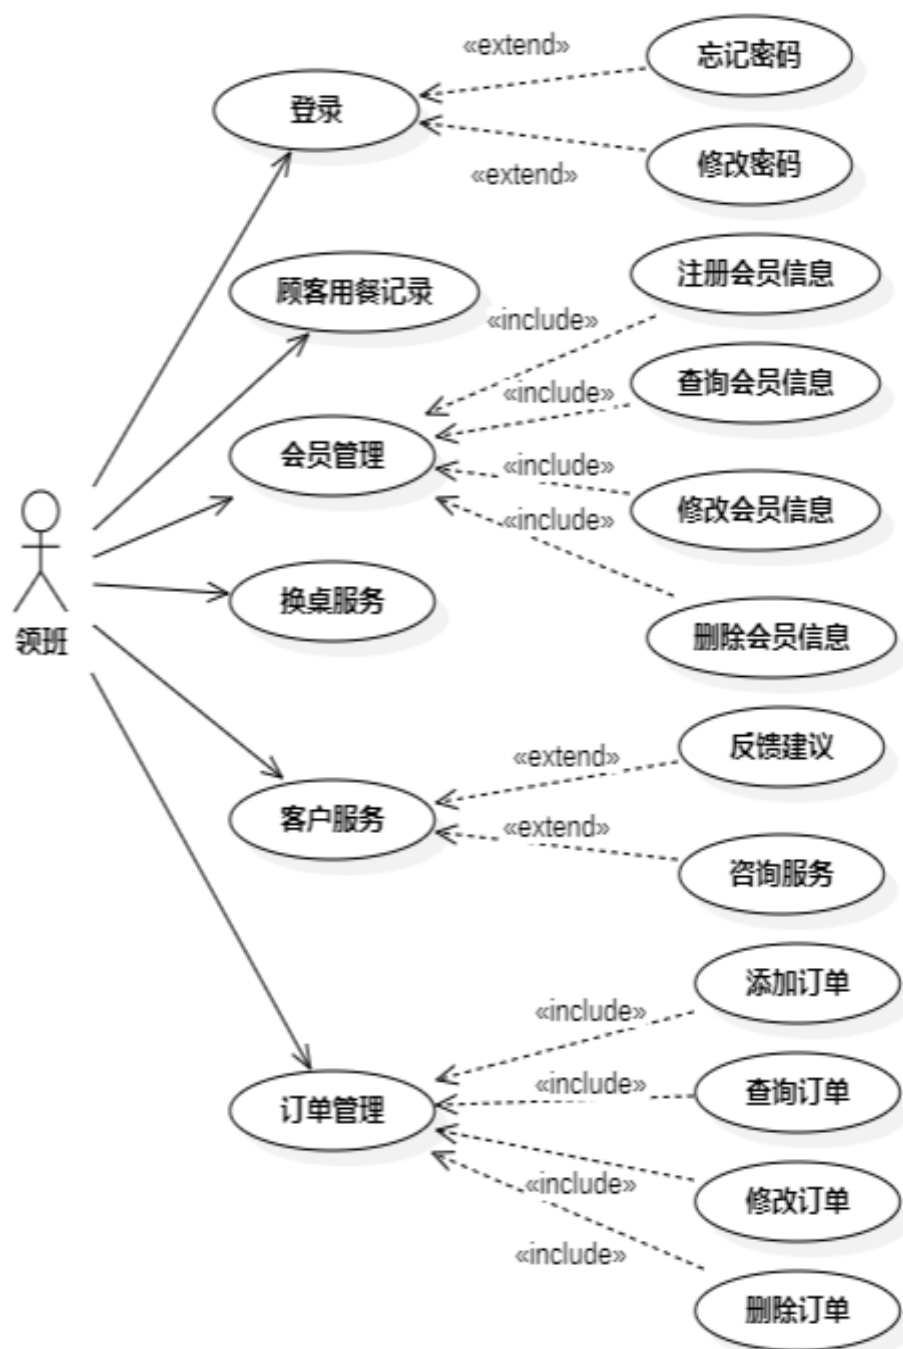 «extend»
忘记密码
登录
修改密码
«extend»
注册会员信息
顾客用餐记录
«include»
查询会员信息
«include»
会员管理
«include»
修改会员信息
«include»
换桌服务
领班
删除会员信息
反馈建议
«extend»
客户服务
«extend»
咨询服务
添加订单
«include»
«include»
查询订单
订单管理
«include»
修改订单
«include»
删除订单